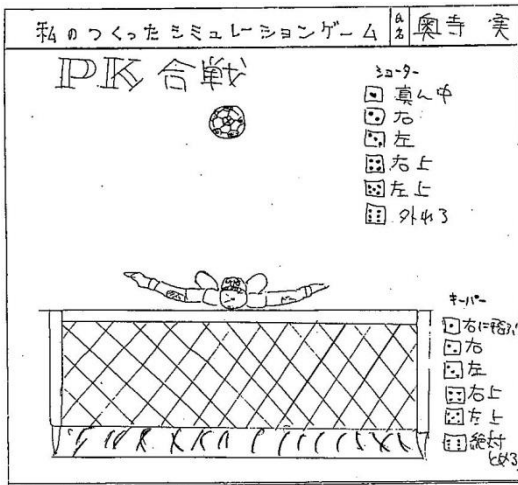 私のつくったシミュレーションゲーム
氏名 奥寺 実
PK合戦
シューター
⚀ 真ん中
⚁ 右
⚂ 左
⚃ 右上
⚄ 左上
⚅ 外れる
キーパー
⚀ 右に飛ぶ
⚁ 右
⚂ 左
⚃ 右上
⚄ 左上
⚅ 絶対
とめる